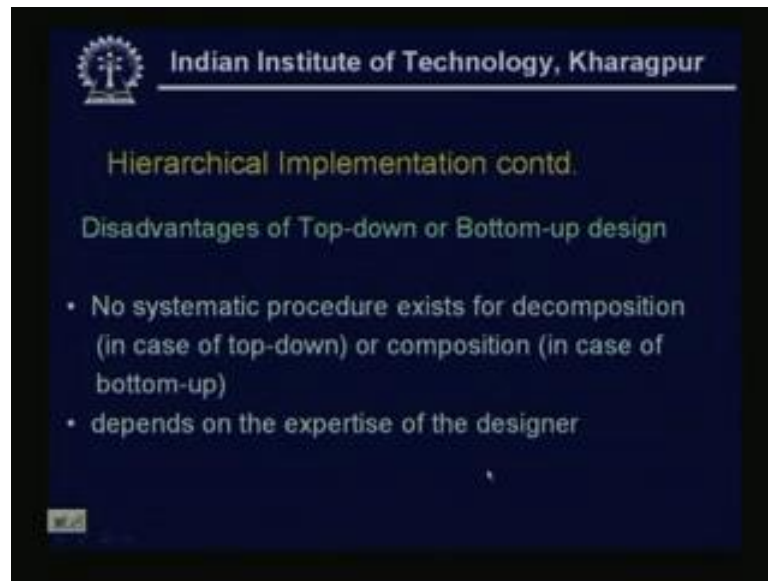 Indian Institute of Technology, Kharagpur
Hierarchical Implementation contd.
Disadvantages of Top-down or Bottom-up design
• No systematic procedure exists for decomposition
(in case of top-down) or composition (in case of
bottom-up)
• depends on the expertise of the designer